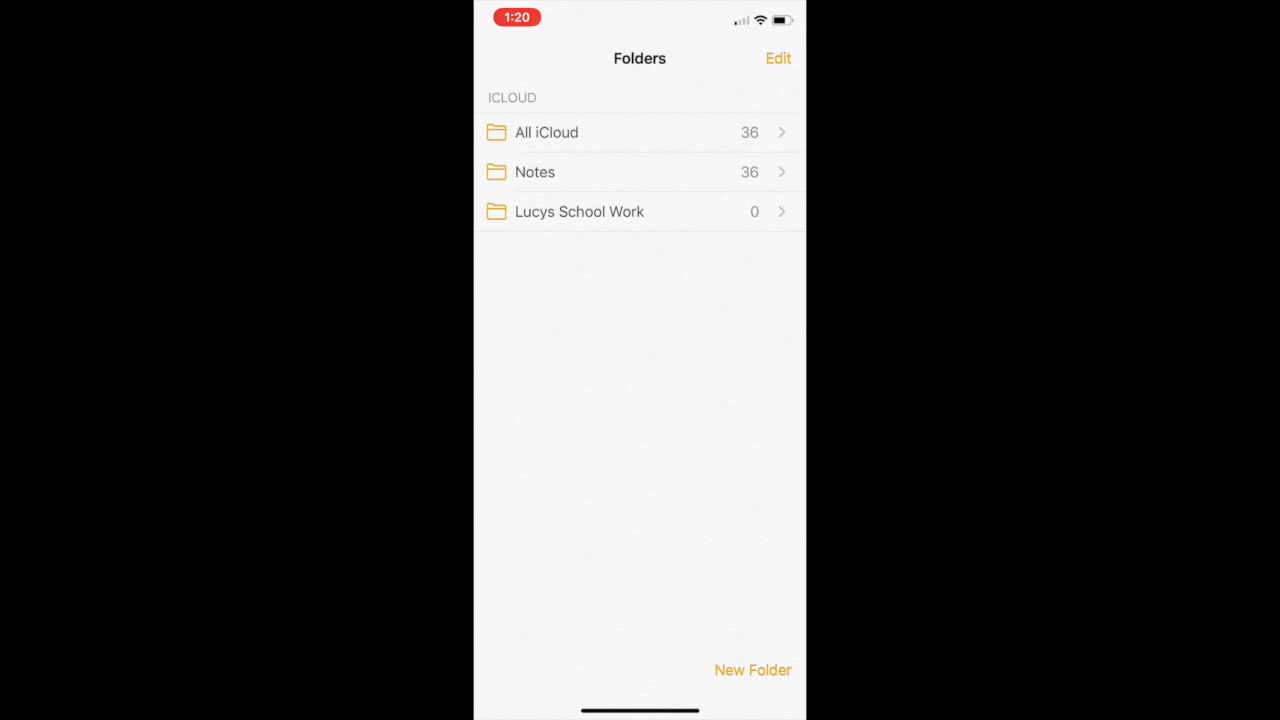 1:20
Folders Edit
ICLOUD
All iCloud 36
Notes 36
Lucys School Work 0
New Folder